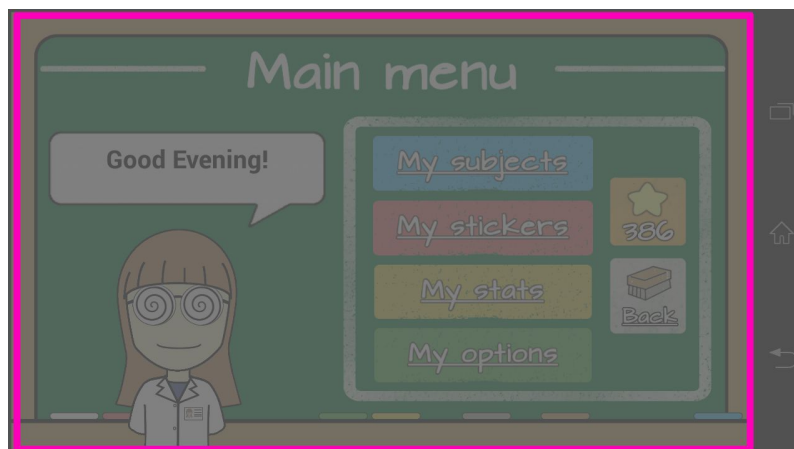 Main menu
Good Evening!
My subjects
My stickers
My stats
My options
386
Back